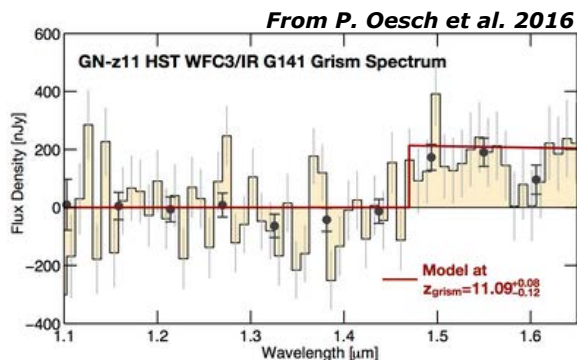 From P. Oesch et al. 2016
GN-z11 HST WFC3/IR G141 Grism Spectrum
600
400
200
0
−200
−400
Flux Density [nJy]
Model at
z_grism=11.09^{+0.08}_{−0.12}
1.1 1.2 1.3 1.4 1.5 1.6
Wavelength [μm]